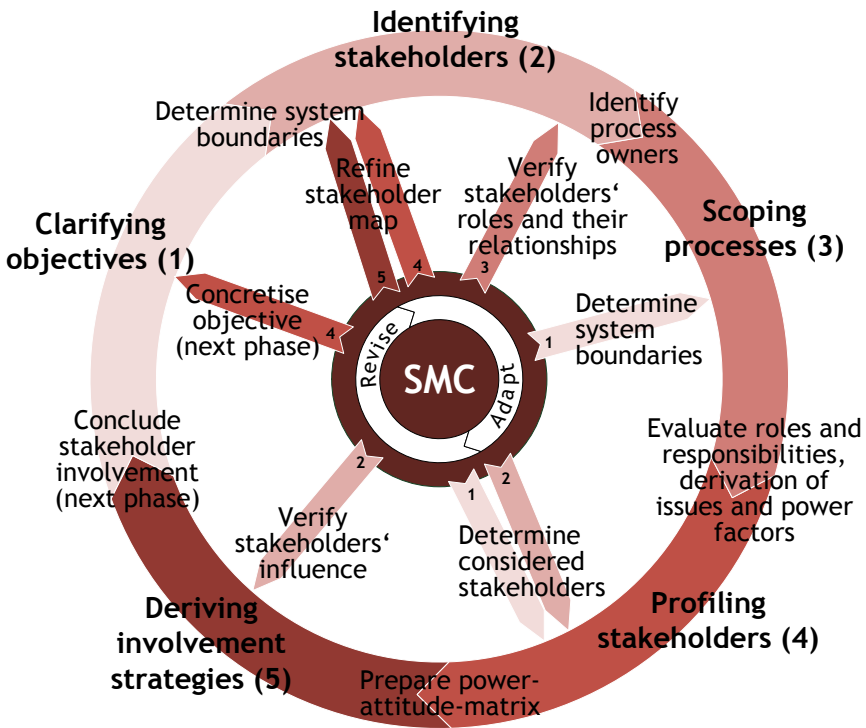 Identifying
stakeholders (2)
Determine system
boundaries
Identify
process
owners
Refine
stakeholder
map
Verify
stakeholders‘
roles and their
relationships
Clarifying
objectives (1)
Scoping
processes (3)
5
4
3
Concretise
objective
(next phase)
4
Determine
system
boundaries
1
Revise
SMC
Adapt
Conclude
stakeholder
involvement
(next phase)
Evaluate roles and
responsibilities,
derivation of
issues and power
factors
2
1
2
Verify
stakeholders‘
influence
Determine
considered
stakeholders
Deriving
involvement
strategies (5)
Profiling
stakeholders (4)
Prepare power-
attitude-matrix